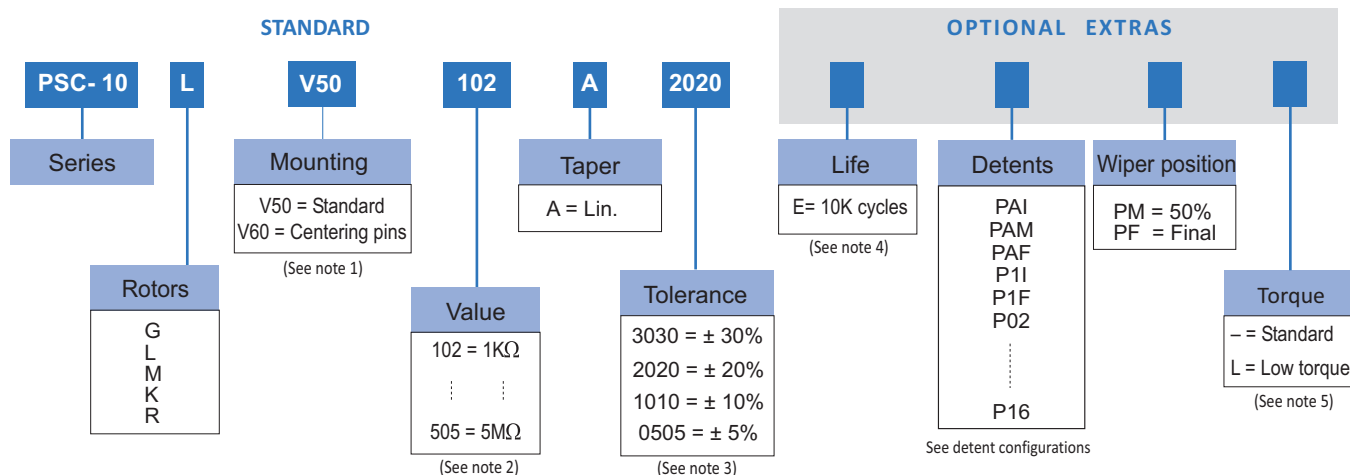 STANDARD
OPTIONAL EXTRAS
PSC- 10 L V50 102 A 2020
Series
Mounting
V50 = Standard
V60 = Centering pins
(See note 1)
Taper
A = Lin.
Life
E= 10K cycles
(See note 4)
Detents
PAI
PAM
PAF
P1I
P1F
P02
P16
See detent configurations
Wiper position
PM = 50%
PF = Final
Rotors
G
L
M
K
R
Value
102 = 1KΩ
505 = 5MΩ
(See note 2)
Tolerance
3030 = ± 30%
2020 = ± 20%
1010 = ± 10%
0505 = ± 5%
(See note 3)
Torque
– = Standard
L = Low torque
(See note 5)